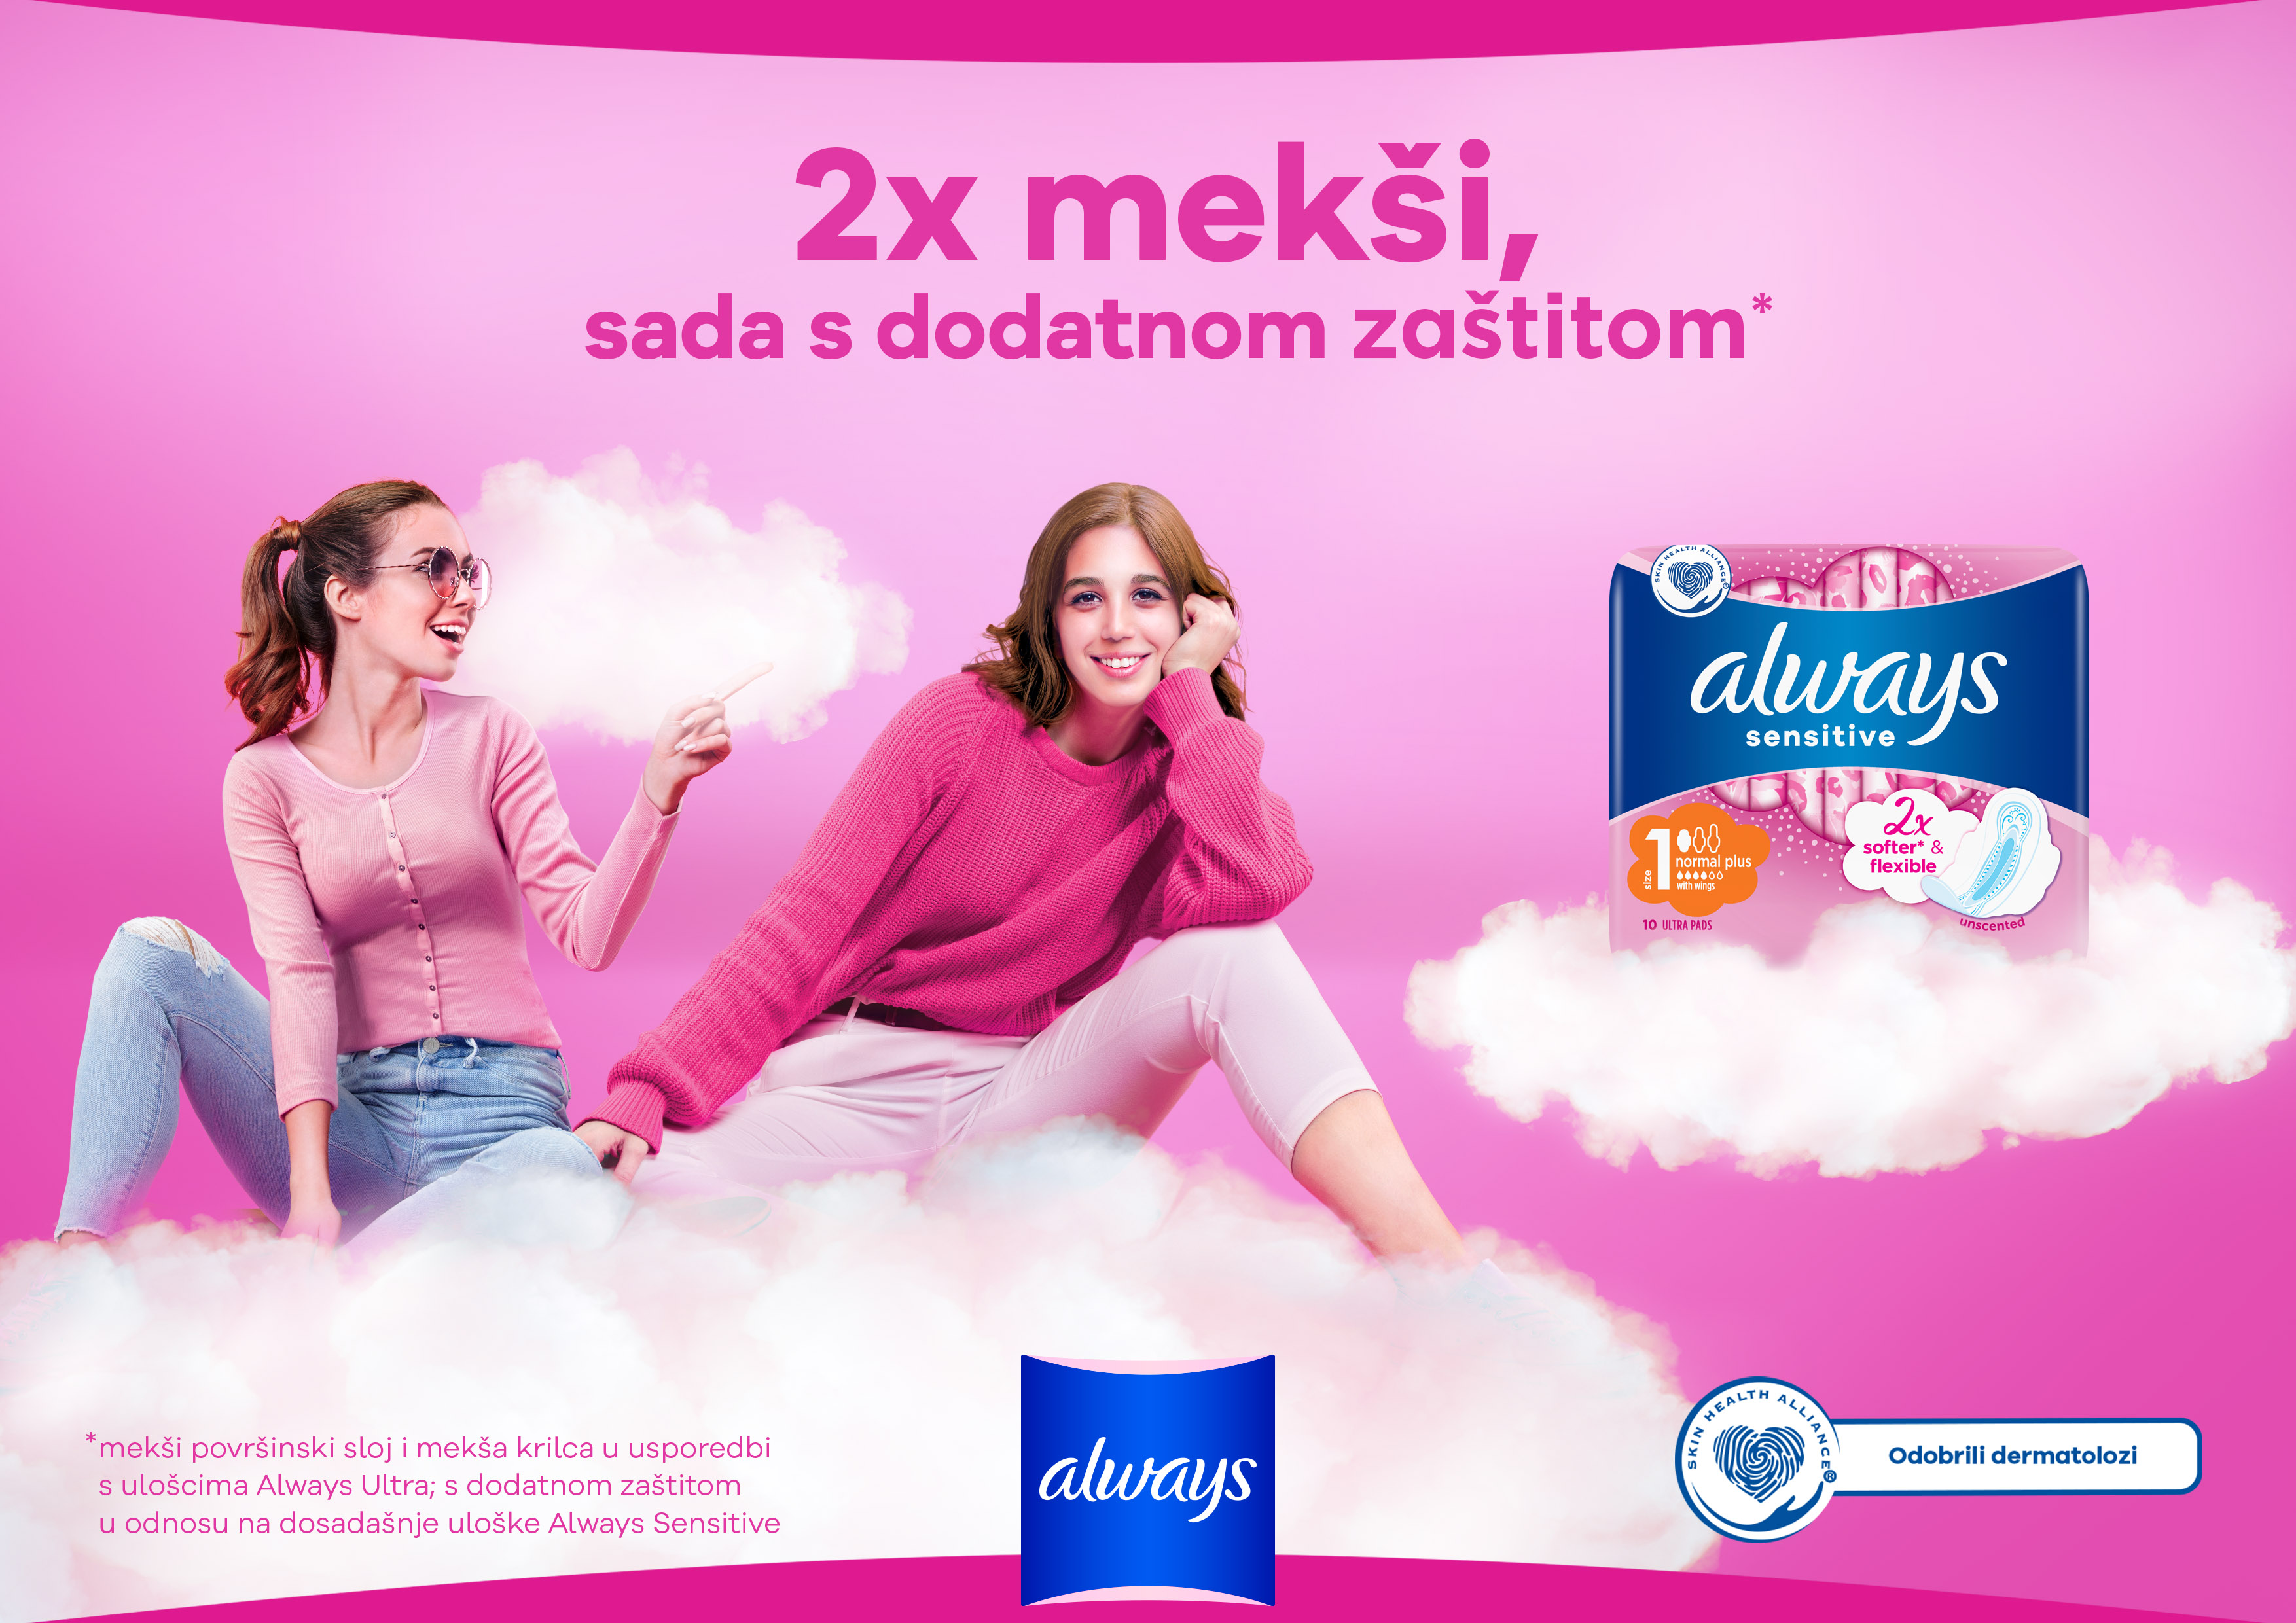 2x mekši,
sada s dodatnom zaštitom*
SKIN HEALTH ALLIANCE®
always
sensitive
size 1
normal plus
with wings
2x
softer* &
flexible
10 ULTRA PADS
unscented
*mekši površinski sloj i mekša krilca u usporedbi
s ulošcima Always Ultra; s dodatnom zaštitom
u odnosu na dosadašnje uloške Always Sensitive
always
SKIN HEALTH ALLIANCE®
Odobrili dermatolozi